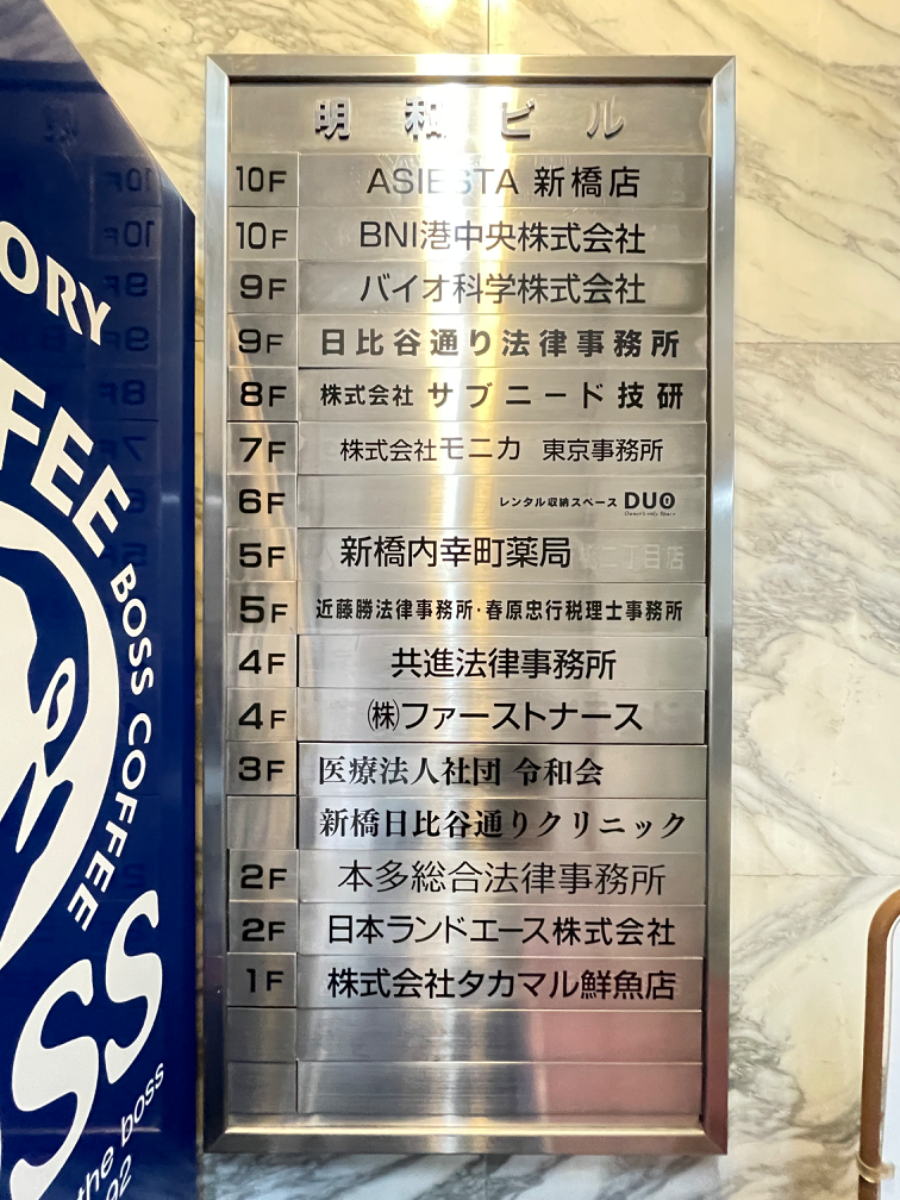 明和ビル
10F ASIESTA 新橋店
10F BNI港中央株式会社
9F バイオ科学株式会社
9F 日比谷通り法律事務所
8F 株式会社 サブニード技研
7F 株式会社モニカ 東京事務所
6F レンタル収納スペース DUO
5F 新橋内幸町薬局
5F 近藤勝法律事務所・春原忠行税理士事務所
4F 共進法律事務所
4F ㈱ファーストナース
3F 医療法人社団 令和会
新橋日比谷通りクリニック
2F 本多総合法律事務所
2F 日本ランドエース株式会社
1F 株式会社タカマル鮮魚店
ORY
FEE
BOSS COFFEE
SS
the boss
92